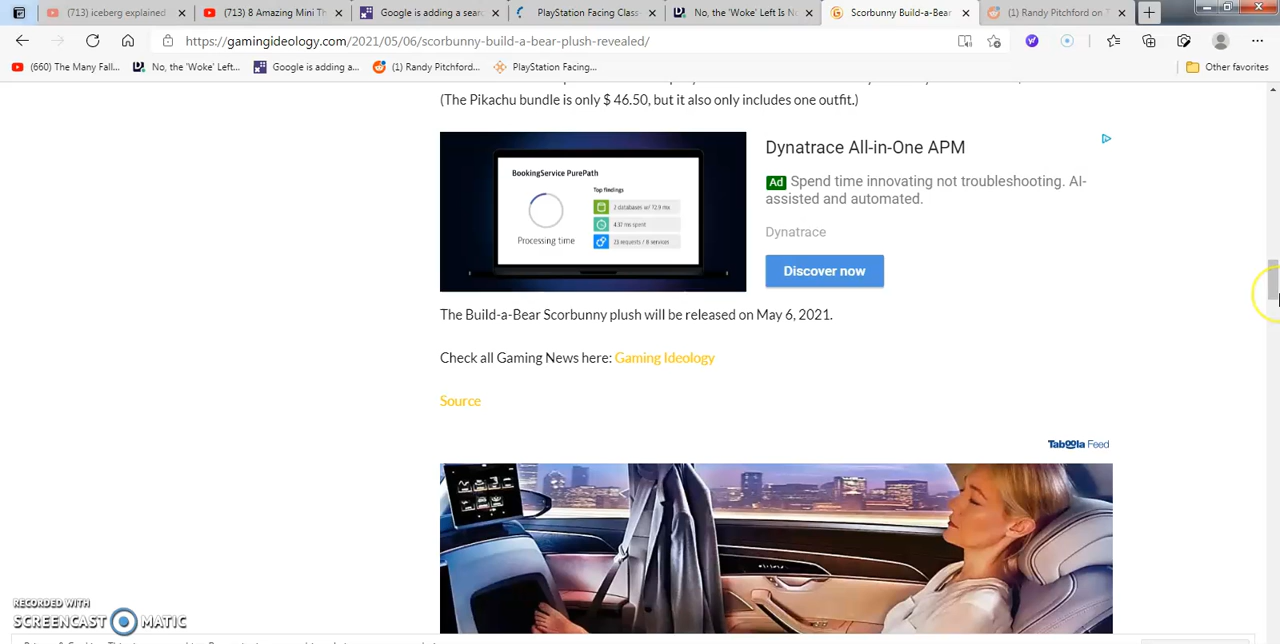 (713) iceberg explained
(713) 8 Amazing Mini Th
Google is adding a sear
PlayStation Facing Class-
No, the 'Woke' Left Is N
Scorbunny Build-a-Bear
(1) Randy Pitchford on T
https://gamingideology.com/2021/05/06/scorbunny-build-a-bear-plush-revealed/
(660) The Many Fall...
No, the 'Woke' Left...
Google is adding a...
(1) Randy Pitchford...
PlayStation Facing...
Other favorites
(The Pikachu bundle is only $ 46.50, but it also only includes one outfit.)
BookingService PurePath
Top findings
2 databases w/ 72.9 ms
4.37 ms spent
23 requests / 8 services
Processing time
Dynatrace All-in-One APM
Ad Spend time innovating not troubleshooting. AI-
assisted and automated.
Dynatrace
Discover now
The Build-a-Bear Scorbunny plush will be released on May 6, 2021.
Check all Gaming News here: Gaming Ideology
Source
Taboola Feed
RECORDED WITH
SCREENCAST MATIC